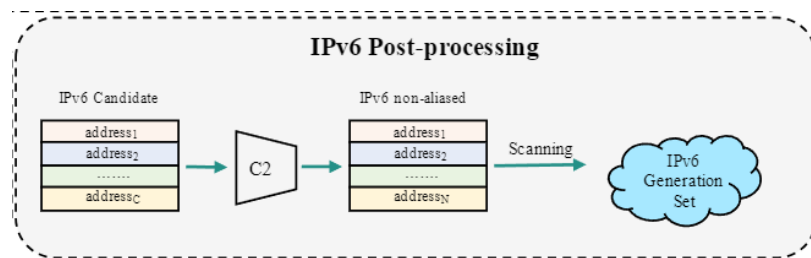 IPv6 Post-processing
IPv6 Candidate
address1
address2
.......
addressC
C2
IPv6 non-aliased
address1
address2
.......
addressN
Scanning
IPv6
Generation
Set